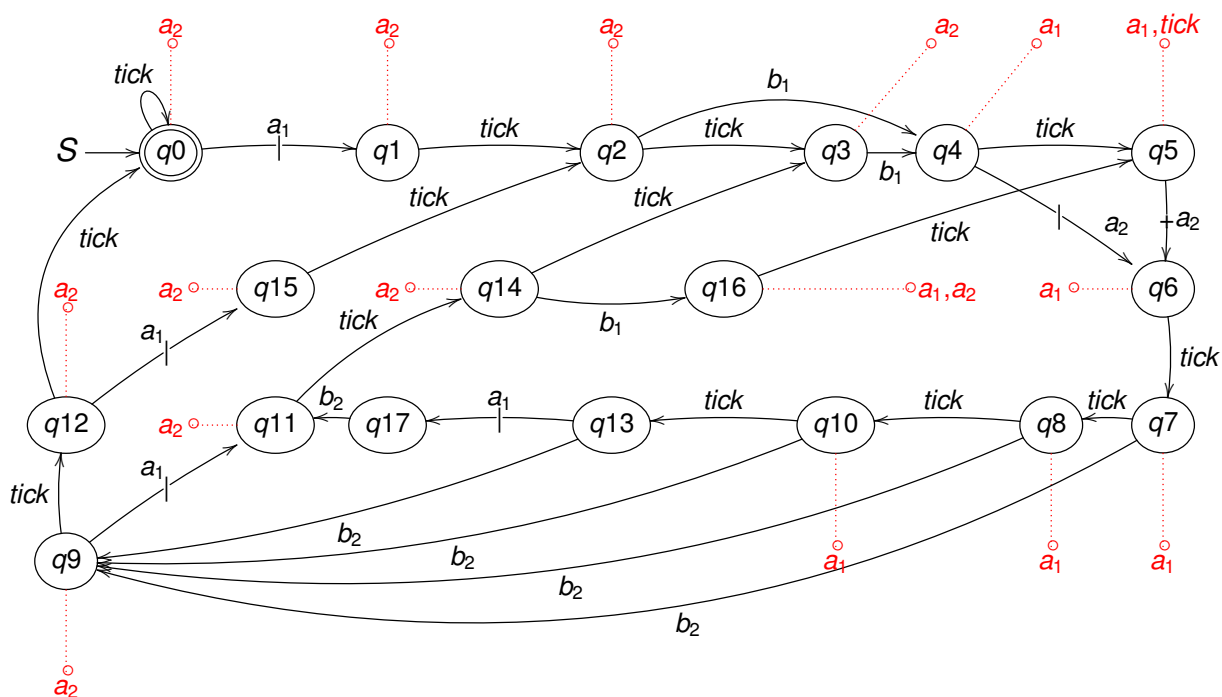 a₂ a₂ a₂ a₂ a₁ a₁,tick
tick b₁
S q0 a₁ q1 tick q2 tick q3 b₁ q4 tick q5
tick tick tick tick a₂ a₂
a₂ a₂ q15 a₂ q14 q16 a₁,a₂ a₁ q6
a₁ tick b₁ tick
q12 a₂ q11 b₂ q17 a₁ q13 tick q10 tick q8 tick q7
tick a₁
q9 b₂ b₂ b₂ b₂ a₁ a₁ a₁
a₂